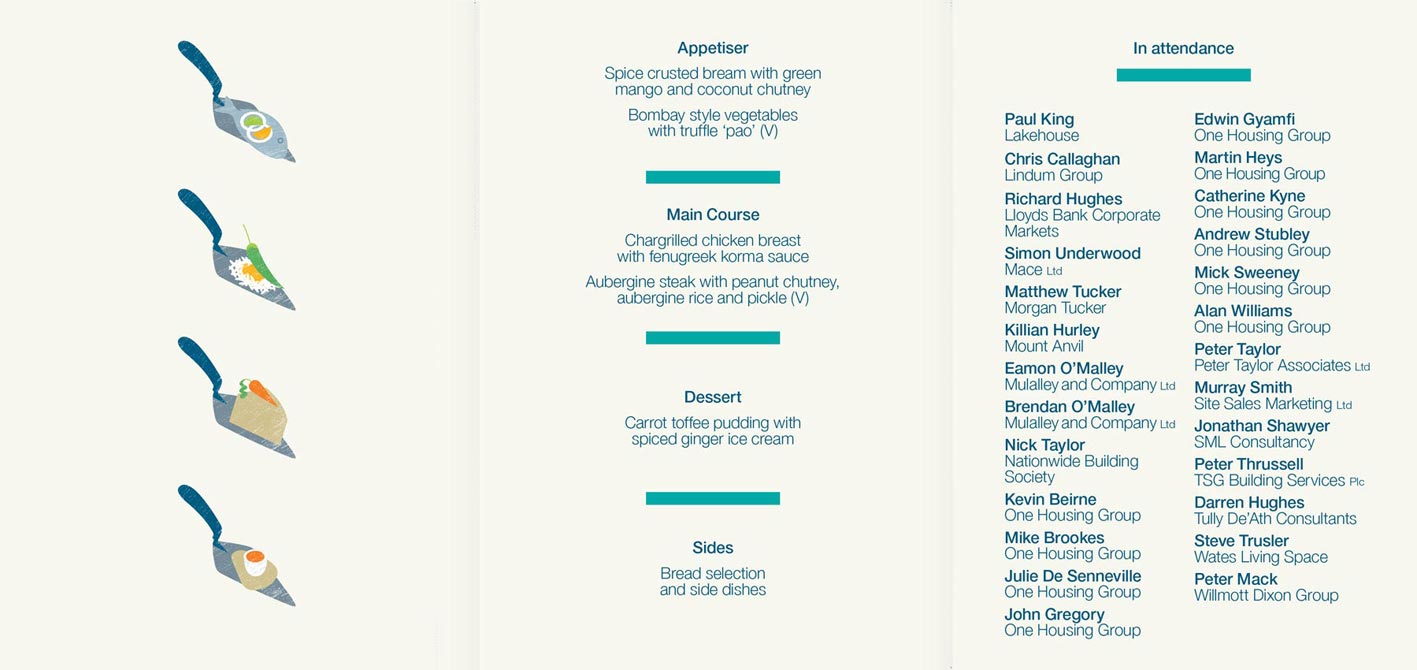 Appetiser
Spice crusted bream with green
mango and coconut chutney
Bombay style vegetables
with truffle ‘pao’ (V)
Main Course
Chargrilled chicken breast
with fenugreek korma sauce
Aubergine steak with peanut chutney,
aubergine rice and pickle (V)
Dessert
Carrot toffee pudding with
spiced ginger ice cream
Sides
Bread selection
and side dishes
In attendance
Paul King
Lakehouse
Chris Callaghan
Lindum Group
Richard Hughes
Lloyds Bank Corporate
Markets
Simon Underwood
Mace Ltd
Matthew Tucker
Morgan Tucker
Killian Hurley
Mount Anvil
Eamon O’Malley
Mulalley and Company Ltd
Brendan O’Malley
Mulalley and Company Ltd
Nick Taylor
Nationwide Building
Society
Kevin Beirne
One Housing Group
Mike Brookes
One Housing Group
Julie De Senneville
One Housing Group
John Gregory
One Housing Group
Edwin Gyamfi
One Housing Group
Martin Heys
One Housing Group
Catherine Kyne
One Housing Group
Andrew Stubley
One Housing Group
Mick Sweeney
One Housing Group
Alan Williams
One Housing Group
Peter Taylor
Peter Taylor Associates Ltd
Murray Smith
Site Sales Marketing Ltd
Jonathan Shawyer
SML Consultancy
Peter Thrussell
TSG Building Services Plc
Darren Hughes
Tully De’Ath Consultants
Steve Trusler
Wates Living Space
Peter Mack
Willmott Dixon Group